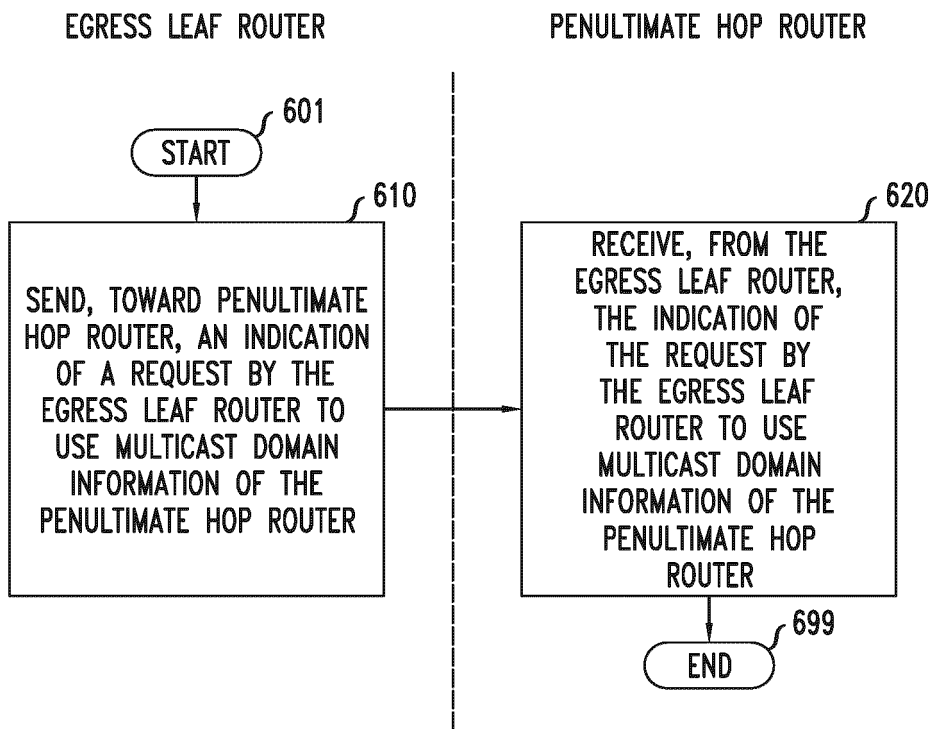 EGRESS LEAF ROUTER
PENULTIMATE HOP ROUTER
601
START
610
SEND, TOWARD PENULTIMATE
HOP ROUTER, AN INDICATION
OF A REQUEST BY THE
EGRESS LEAF ROUTER TO
USE MULTICAST DOMAIN
INFORMATION OF THE
PENULTIMATE HOP ROUTER
620
RECEIVE, FROM THE
EGRESS LEAF ROUTER,
THE INDICATION OF
THE REQUEST BY
THE EGRESS LEAF
ROUTER TO USE
MULTICAST DOMAIN
INFORMATION OF THE
PENULTIMATE HOP
ROUTER
699
END